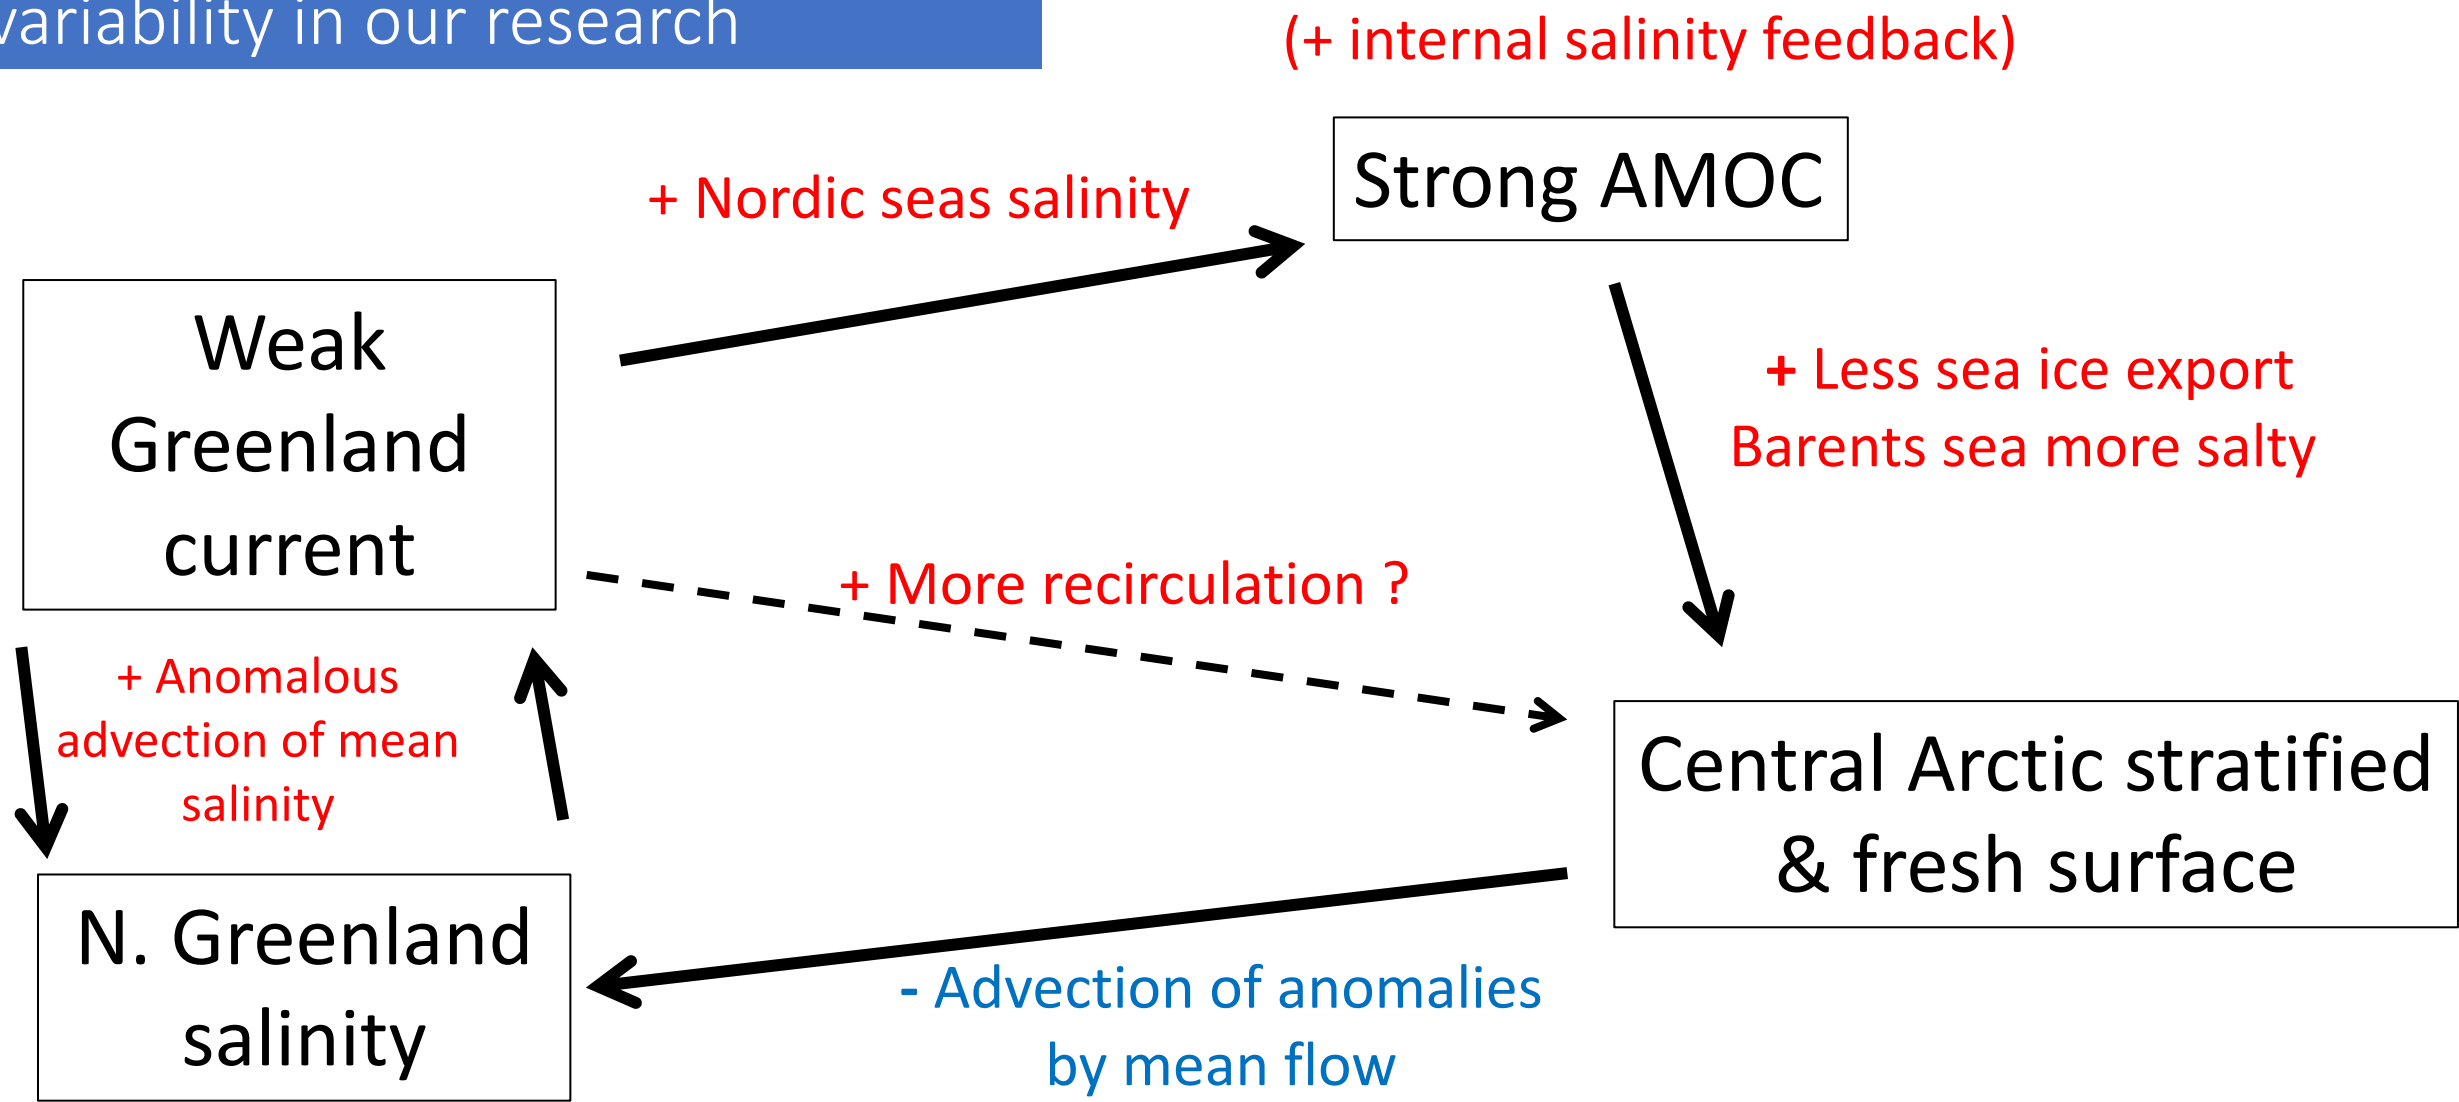 variability in our research
(+ internal salinity feedback)
Strong AMOC
+ Nordic seas salinity
Weak
Greenland
current
+ Less sea ice export
Barents sea more salty
+ More recirculation ?
+ Anomalous
advection of mean
salinity
Central Arctic stratified
& fresh surface
N. Greenland
salinity
- Advection of anomalies
by mean flow